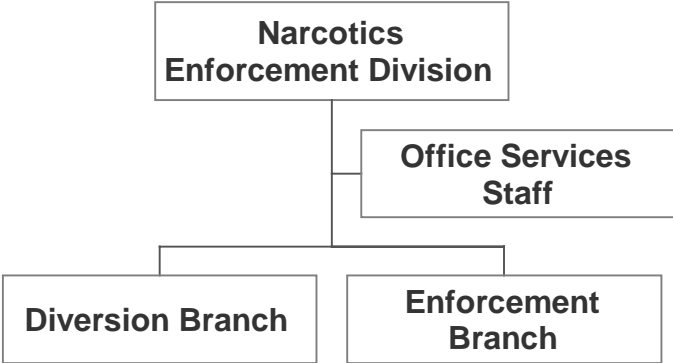 Narcotics
Enforcement Division
Office Services
Staff
Diversion Branch
Enforcement
Branch